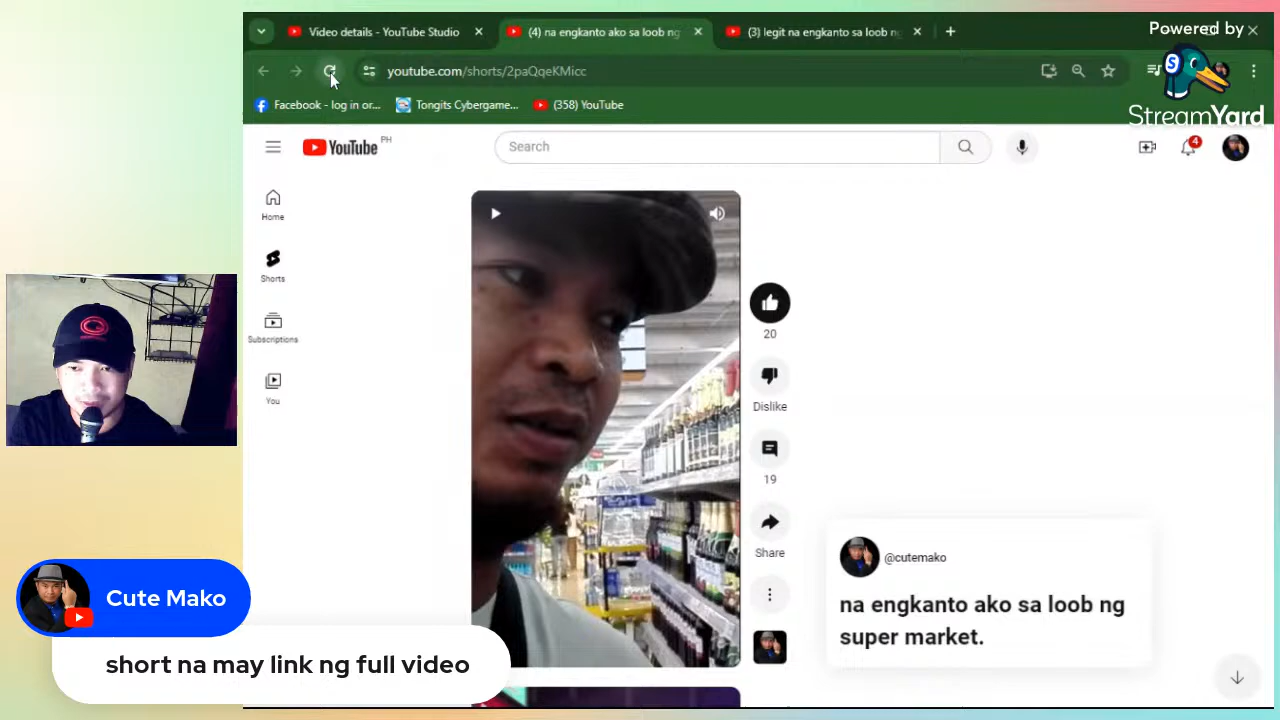 Video details - YouTube Studio
(4) na engkanto ako sa loob ng
(3) legit na engkanto sa loob ng
Powered by
StreamYard
youtube.com/shorts/2paQqeKMicc
Facebook - log in or...
Tongits Cybergame...
(358) YouTube
YouTube PH
Search
4
Home
Shorts
Subscriptions
You
20
Dislike
19
Share
@cutemako
na engkanto ako sa loob ng
super market.
Cute Mako
short na may link ng full video